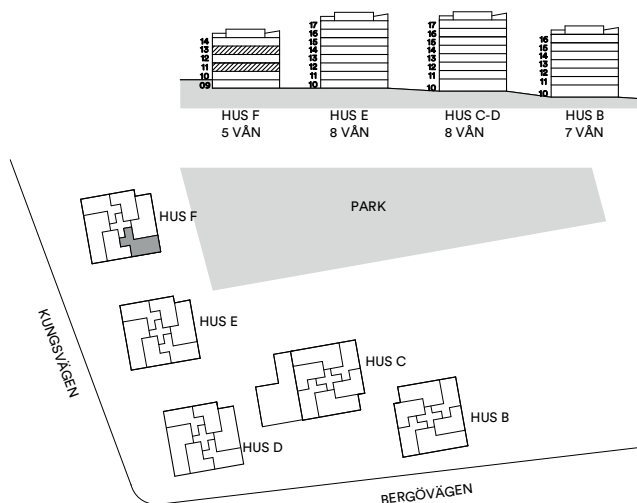 14
13
12
11
10
09
17
16
15
14
13
12
11
10
17
16
15
14
13
12
11
10
16
15
14
13
12
11
10
HUS F
5 VÅN
HUS E
8 VÅN
HUS C-D
8 VÅN
HUS B
7 VÅN
PARK
HUS F
HUS E
HUS C
HUS B
HUS D
KUNGSVÄGEN
BERGÖVÄGEN